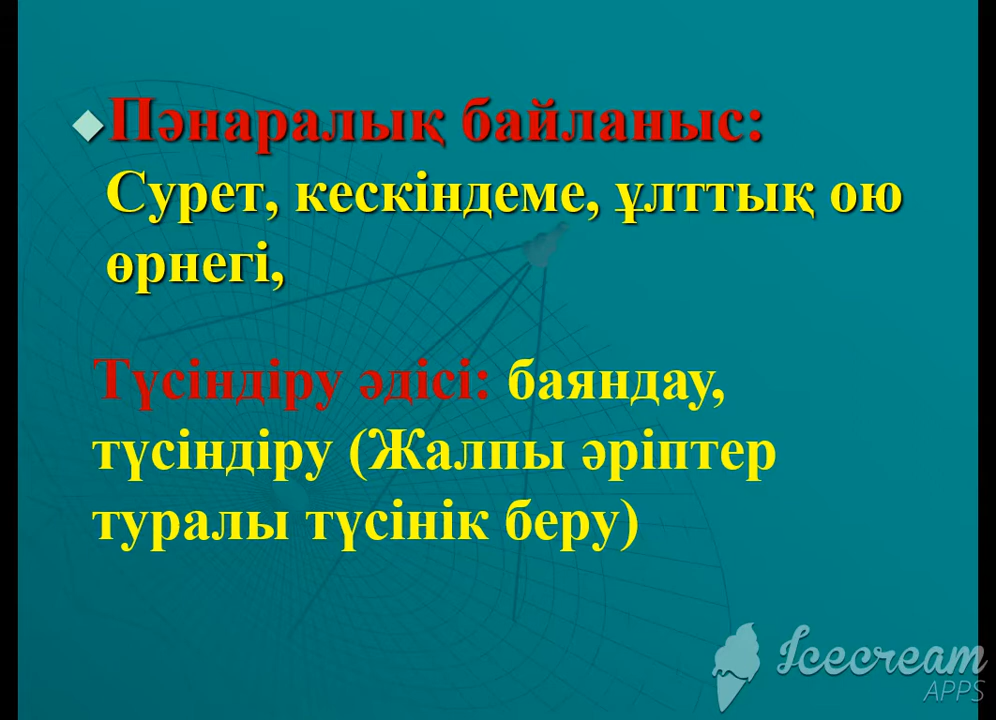 Пәнаралық байланыс:
Сурет, кескіндеме, ұлттық ою
өрнегі,
Түсіндіру әдісі: баяндау,
түсіндіру (Жалпы әріптер
туралы түсінік беру)
Icecream
APPS